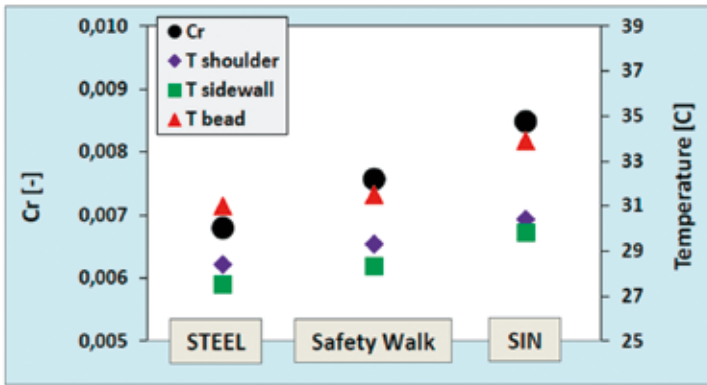 Cr [-]
0,010
0,009
0,008
0,007
0,006
0,005
Cr
T shoulder
T sidewall
T bead
STEEL
Safety Walk
SIN
39
37
35
33
31
29
27
25
Temperature [C]